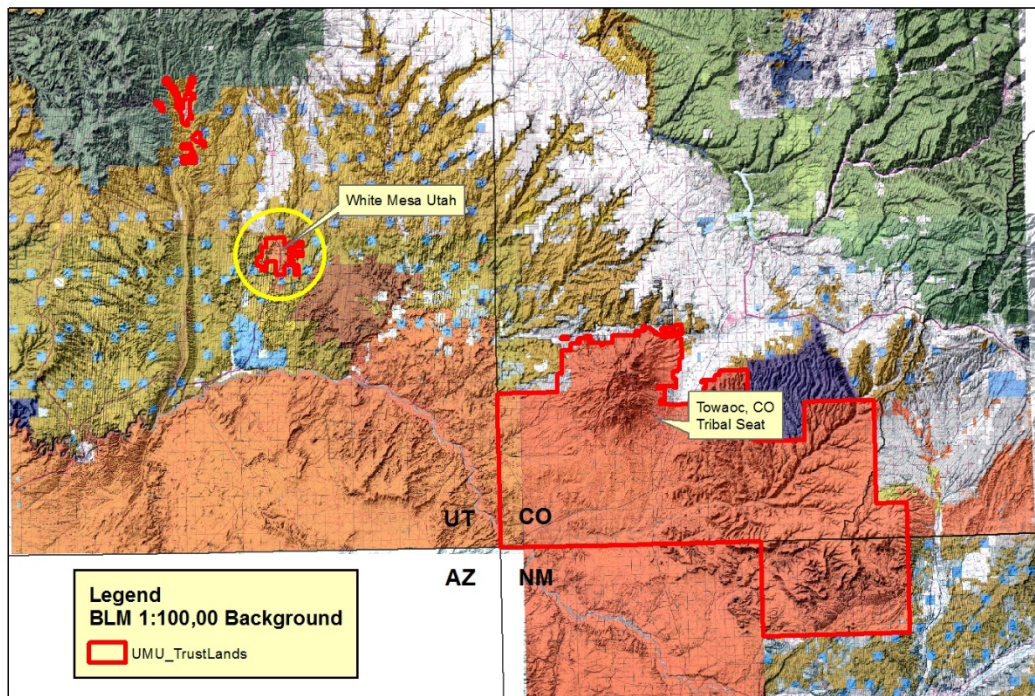 White Mesa Utah
Towaoc, CO
Tribal Seat
UT
CO
AZ
NM
Legend
BLM 1:100,00 Background
UMU_TrustLands